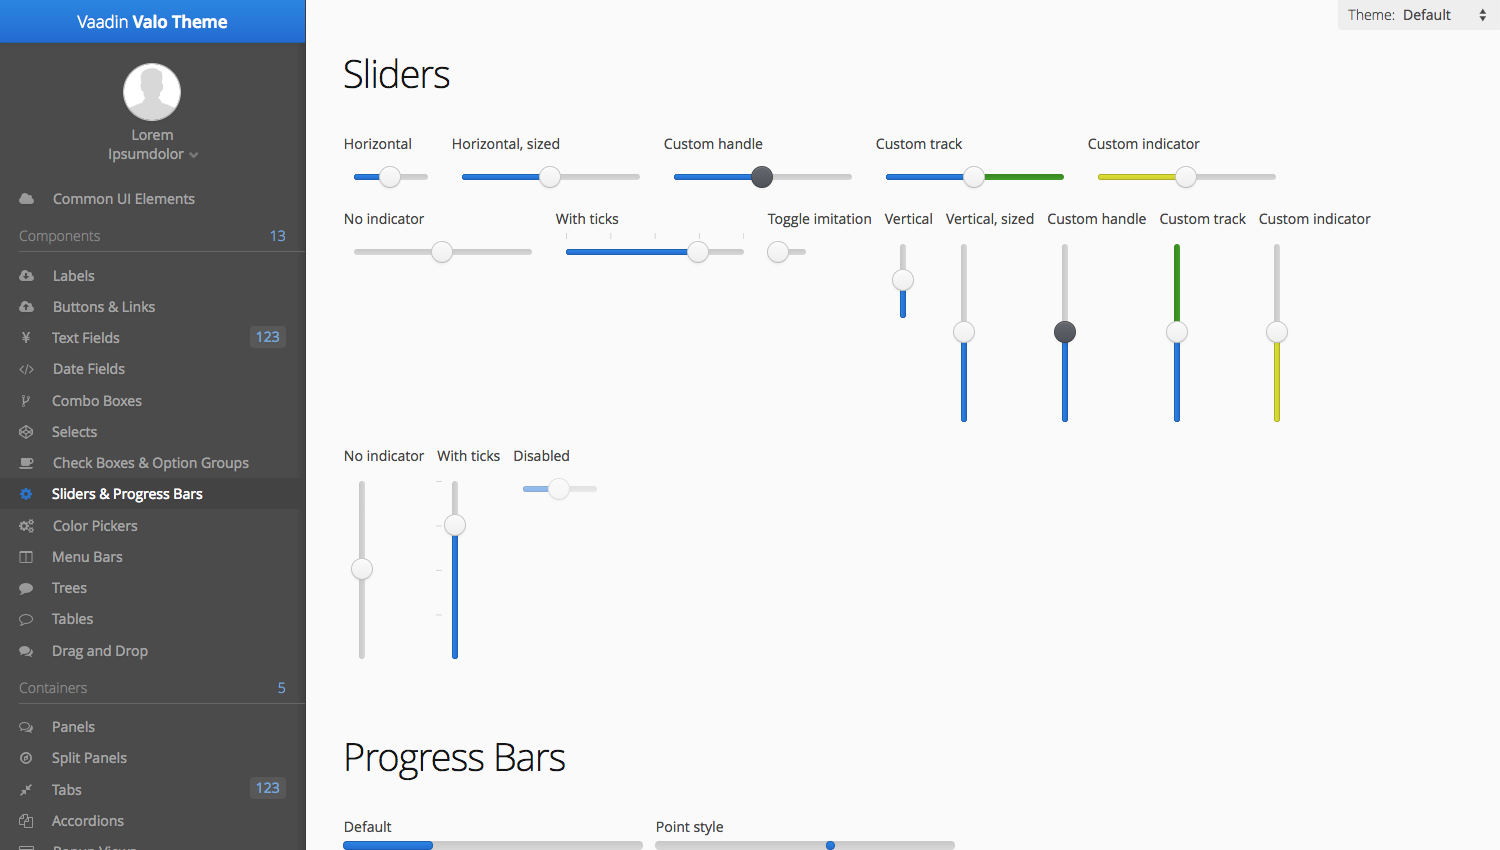 Vaadin Valo Theme
Lorem
Ipsumdolor
Common UI Elements
Components 13
Labels
Buttons & Links
Text Fields 123
Date Fields
Combo Boxes
Selects
Check Boxes & Option Groups
Sliders & Progress Bars
Color Pickers
Menu Bars
Trees
Tables
Drag and Drop
Containers 5
Panels
Split Panels
Tabs 123
Accordions
Popup Views
Theme: Default
Sliders
Horizontal Horizontal, sized Custom handle Custom track Custom indicator
No indicator With ticks Toggle imitation Vertical Vertical, sized Custom handle Custom track Custom indicator
No indicator With ticks Disabled
Progress Bars
Default Point style